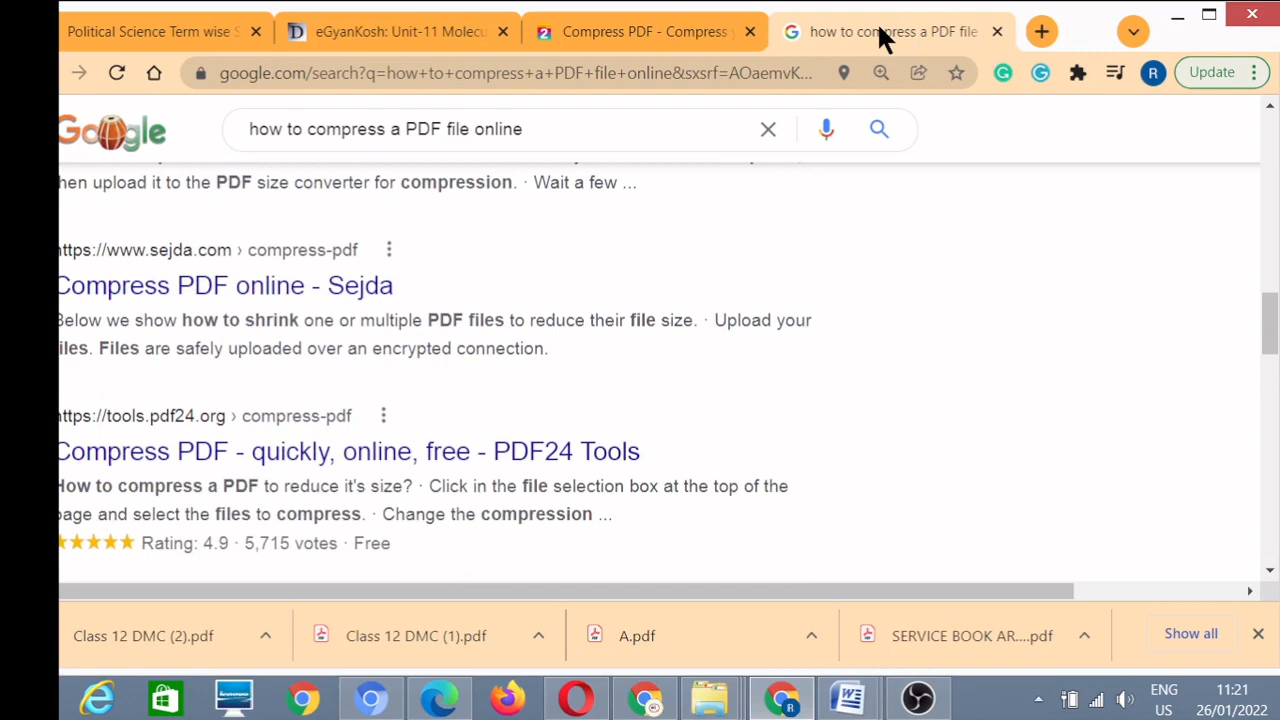 Political Science Term wise S
eGyanKosh: Unit-11 Molecu
Compress PDF - Compress y
how to compress a PDF file
google.com/search?q=how+to+compress+a+PDF+file+online&sxsrf=AOaemvK...
R
Update
Google
how to compress a PDF file online
then upload it to the PDF size converter for compression. · Wait a few ...
https://www.sejda.com › compress-pdf
Compress PDF online - Sejda
Below we show how to shrink one or multiple PDF files to reduce their file size. · Upload your
files. Files are safely uploaded over an encrypted connection.
https://tools.pdf24.org › compress-pdf
Compress PDF - quickly, online, free - PDF24 Tools
How to compress a PDF to reduce it's size? · Click in the file selection box at the top of the
page and select the files to compress. · Change the compression ...
Rating: 4.9 · 5,715 votes · Free
Class 12 DMC (2).pdf
Class 12 DMC (1).pdf
A.pdf
SERVICE BOOK AR....pdf
Show all
ENG
US
11:21
26/01/2022